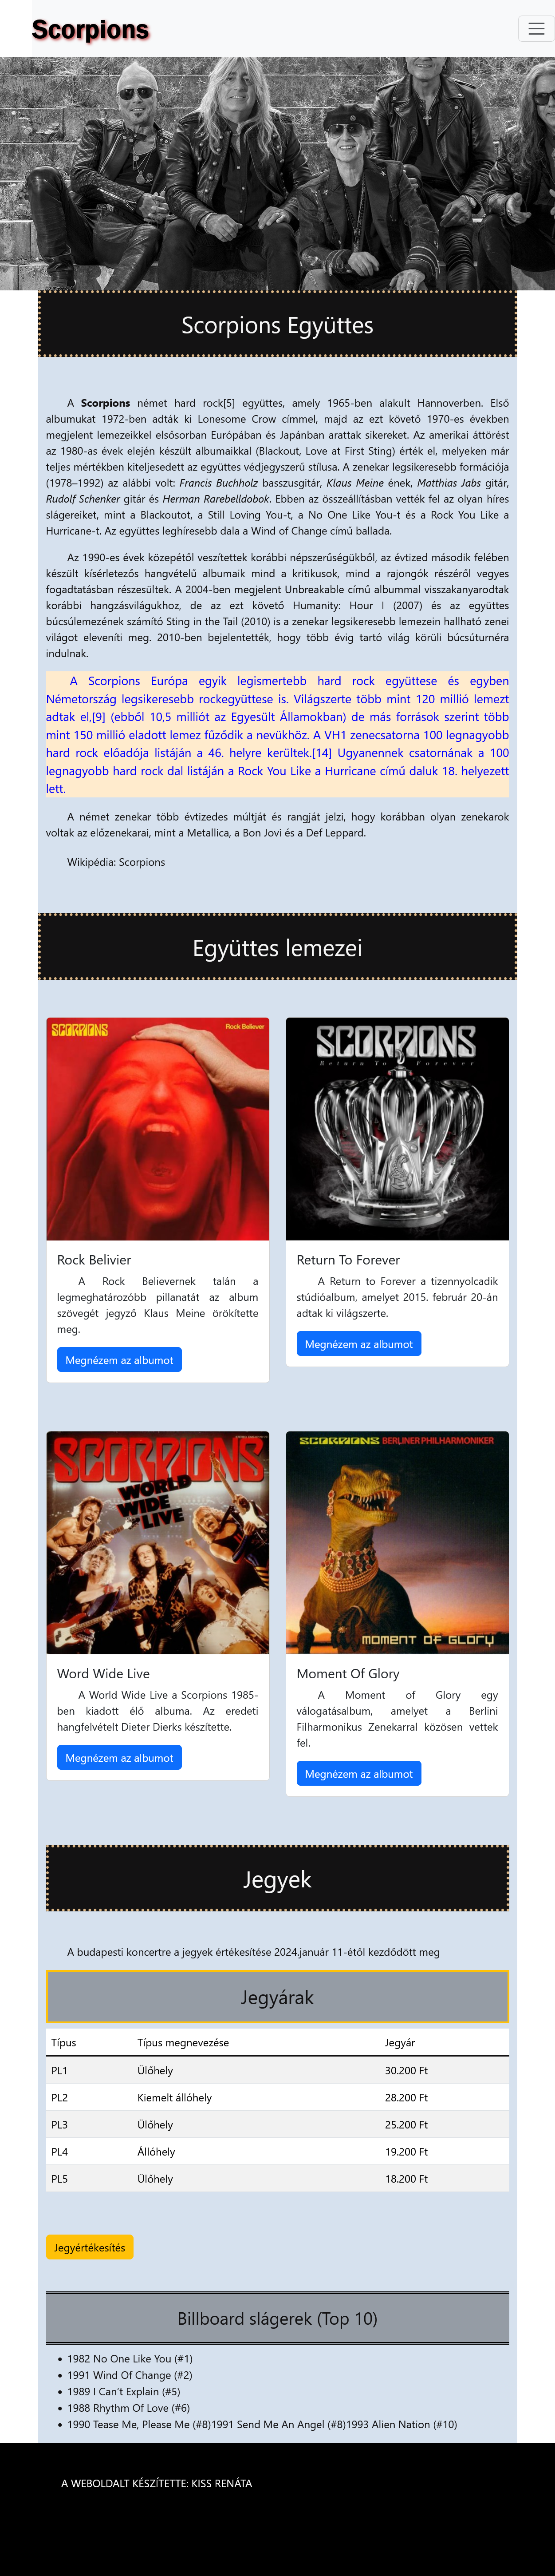 Scorpions
Scorpions Együttes
A Scorpions német hard rock[5] együttes, amely 1965-ben alakult Hannoverben. Első
albumukat 1972-ben adták ki Lonesome Crow címmel, majd az ezt követő 1970-es években
megjelent lemezeikkel elsősorban Európában és Japánban arattak sikereket. Az amerikai áttörést
az 1980-as évek elején készült albumaikkal (Blackout, Love at First Sting) érték el, melyeken már
teljes mértékben kiteljesedett az együttes védjegyszerű stílusa. A zenekar legsikeresebb formációja
(1978–1992) az alábbi volt: Francis Buchholz basszusgitár, Klaus Meine ének, Matthias Jabs gitár,
Rudolf Schenker gitár és Herman Rarebelldobok. Ebben az összeállításban vették fel az olyan híres
slágereiket, mint a Blackoutot, a Still Loving You-t, a No One Like You-t és a Rock You Like a
Hurricane-t. Az együttes leghíresebb dala a Wind of Change című ballada.
Az 1990-es évek közepétől veszítettek korábbi népszerűségükből, az évtized második felében
készült kísérletezős hangvételű albumaik mind a kritikusok, mind a rajongók részéről vegyes
fogadtatásban részesültek. A 2004-ben megjelent Unbreakable című albummal visszakanyarodtak
korábbi hangzásvilágukhoz, de az ezt követő Humanity: Hour I (2007) és az együttes
búcsúlemezének számító Sting in the Tail (2010) is a zenekar legsikeresebb lemezein hallható zenei
világot eleveníti meg. 2010-ben bejelentették, hogy több évig tartó világ körüli búcsúturnéra
indulnak.
A Scorpions Európa egyik legismertebb hard rock együttese és egyben
Németország legsikeresebb rockegyüttese is. Világszerte több mint 120 millió lemezt
adtak el,[9] (ebből 10,5 milliót az Egyesült Államokban) de más források szerint több
mint 150 millió eladott lemez fűződik a nevükhöz. A VH1 zenecsatorna 100 legnagyobb
hard rock előadója listáján a 46. helyre kerültek.[14] Ugyanennek csatornának a 100
legnagyobb hard rock dal listáján a Rock You Like a Hurricane című daluk 18. helyezett
lett.
A német zenekar több évtizedes múltját és rangját jelzi, hogy korábban olyan zenekarok
voltak az előzenekarai, mint a Metallica, a Bon Jovi és a Def Leppard.
Wikipédia: Scorpions
Együttes lemezei
SCORPIONS Rock Believer
SCORPIONS
Return To Forever
Rock Belivier
A Rock Believernek talán a
legmeghatározóbb pillanatát az album
szövegét jegyző Klaus Meine örökítette
meg.
Megnézem az albumot
Return To Forever
A Return to Forever a tizennyolcadik
stúdióalbum, amelyet 2015. február 20-án
adtak ki világszerte.
Megnézem az albumot
SCORPIONS
WORLD
WIDE
LIVE
SCORPIONS BERLINER PHILHARMONIKER
MOMENT OF GLORY
Word Wide Live
A World Wide Live a Scorpions 1985-
ben kiadott élő albuma. Az eredeti
hangfelvételt Dieter Dierks készítette.
Megnézem az albumot
Moment Of Glory
A Moment of Glory egy
válogatásalbum, amelyet a Berlini
Filharmonikus Zenekarral közösen vettek
fel.
Megnézem az albumot
Jegyek
A budapesti koncertre a jegyek értékesítése 2024.január 11-étől kezdődött meg
Jegyárak
Típus Típus megnevezése Jegyár
PL1 Ülőhely 30.200 Ft
PL2 Kiemelt állóhely 28.200 Ft
PL3 Ülőhely 25.200 Ft
PL4 Állóhely 19.200 Ft
PL5 Ülőhely 18.200 Ft
Jegyértékesítés
Billboard slágerek (Top 10)
• 1982 No One Like You (#1)
• 1991 Wind Of Change (#2)
• 1989 I Can't Explain (#5)
• 1988 Rhythm Of Love (#6)
• 1990 Tease Me, Please Me (#8)1991 Send Me An Angel (#8)1993 Alien Nation (#10)
A WEBOLDALT KÉSZÍTETTE: KISS RENÁTA